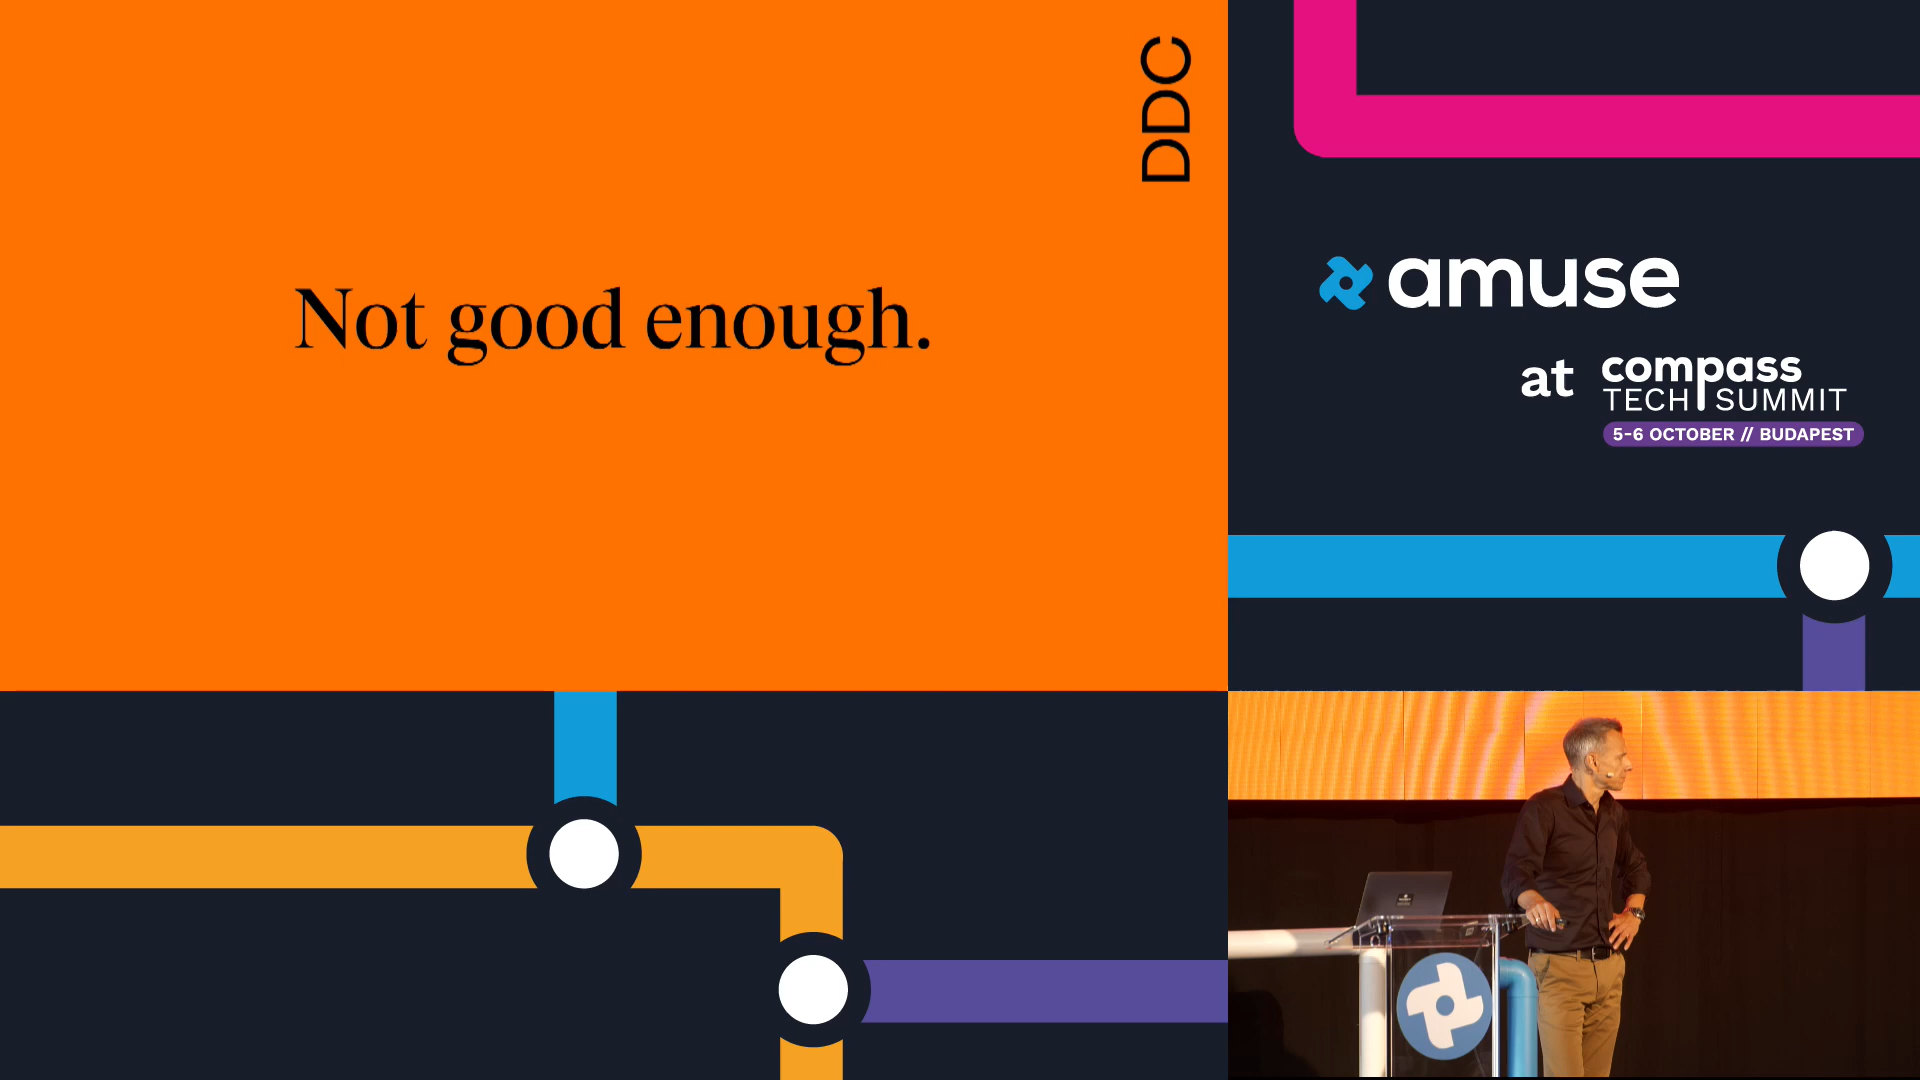 DDC
Not good enough.
amuse
at compass
TECH SUMMIT
5-6 OCTOBER // BUDAPEST